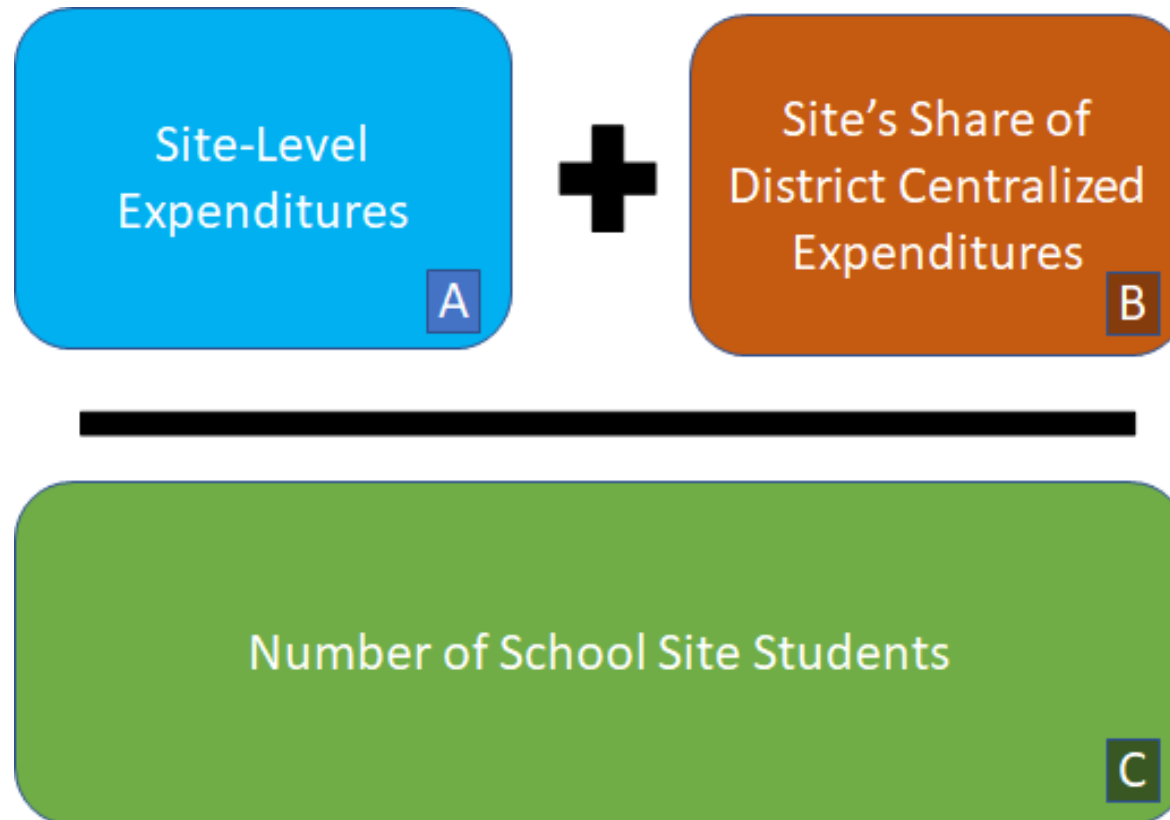 Site-Level
Expenditures
A
Site’s Share of
District Centralized
Expenditures
B
Number of School Site Students
C